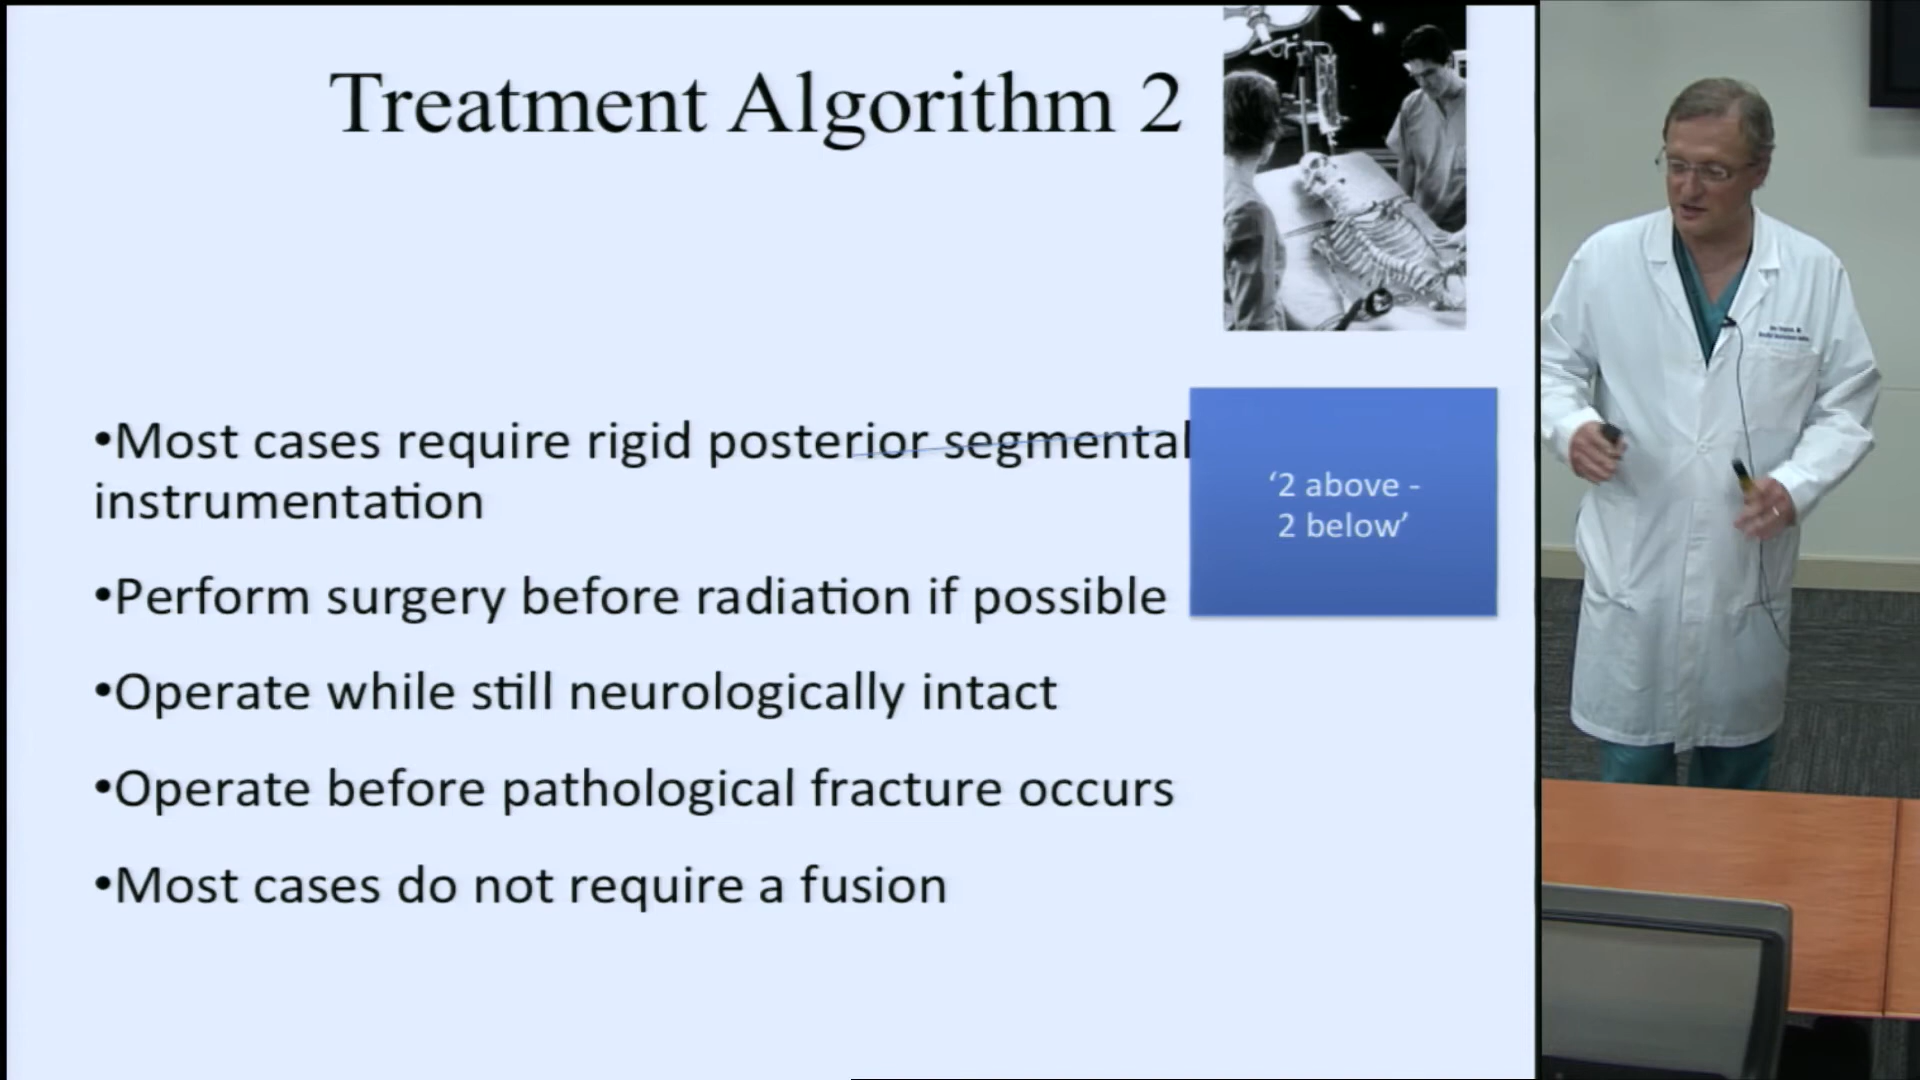 Treatment Algorithm 2
•Most cases require rigid posterior segmental
instrumentation
‘2 above -
2 below’
•Perform surgery before radiation if possible
•Operate while still neurologically intact
•Operate before pathological fracture occurs
•Most cases do not require a fusion